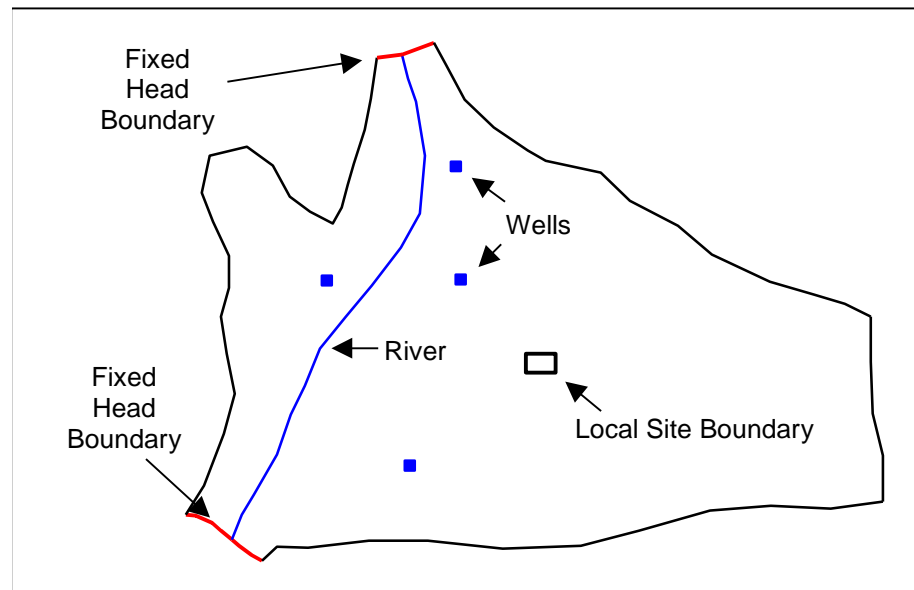 Fixed
Head
Boundary
Wells
River
Fixed
Head
Boundary
Local Site Boundary